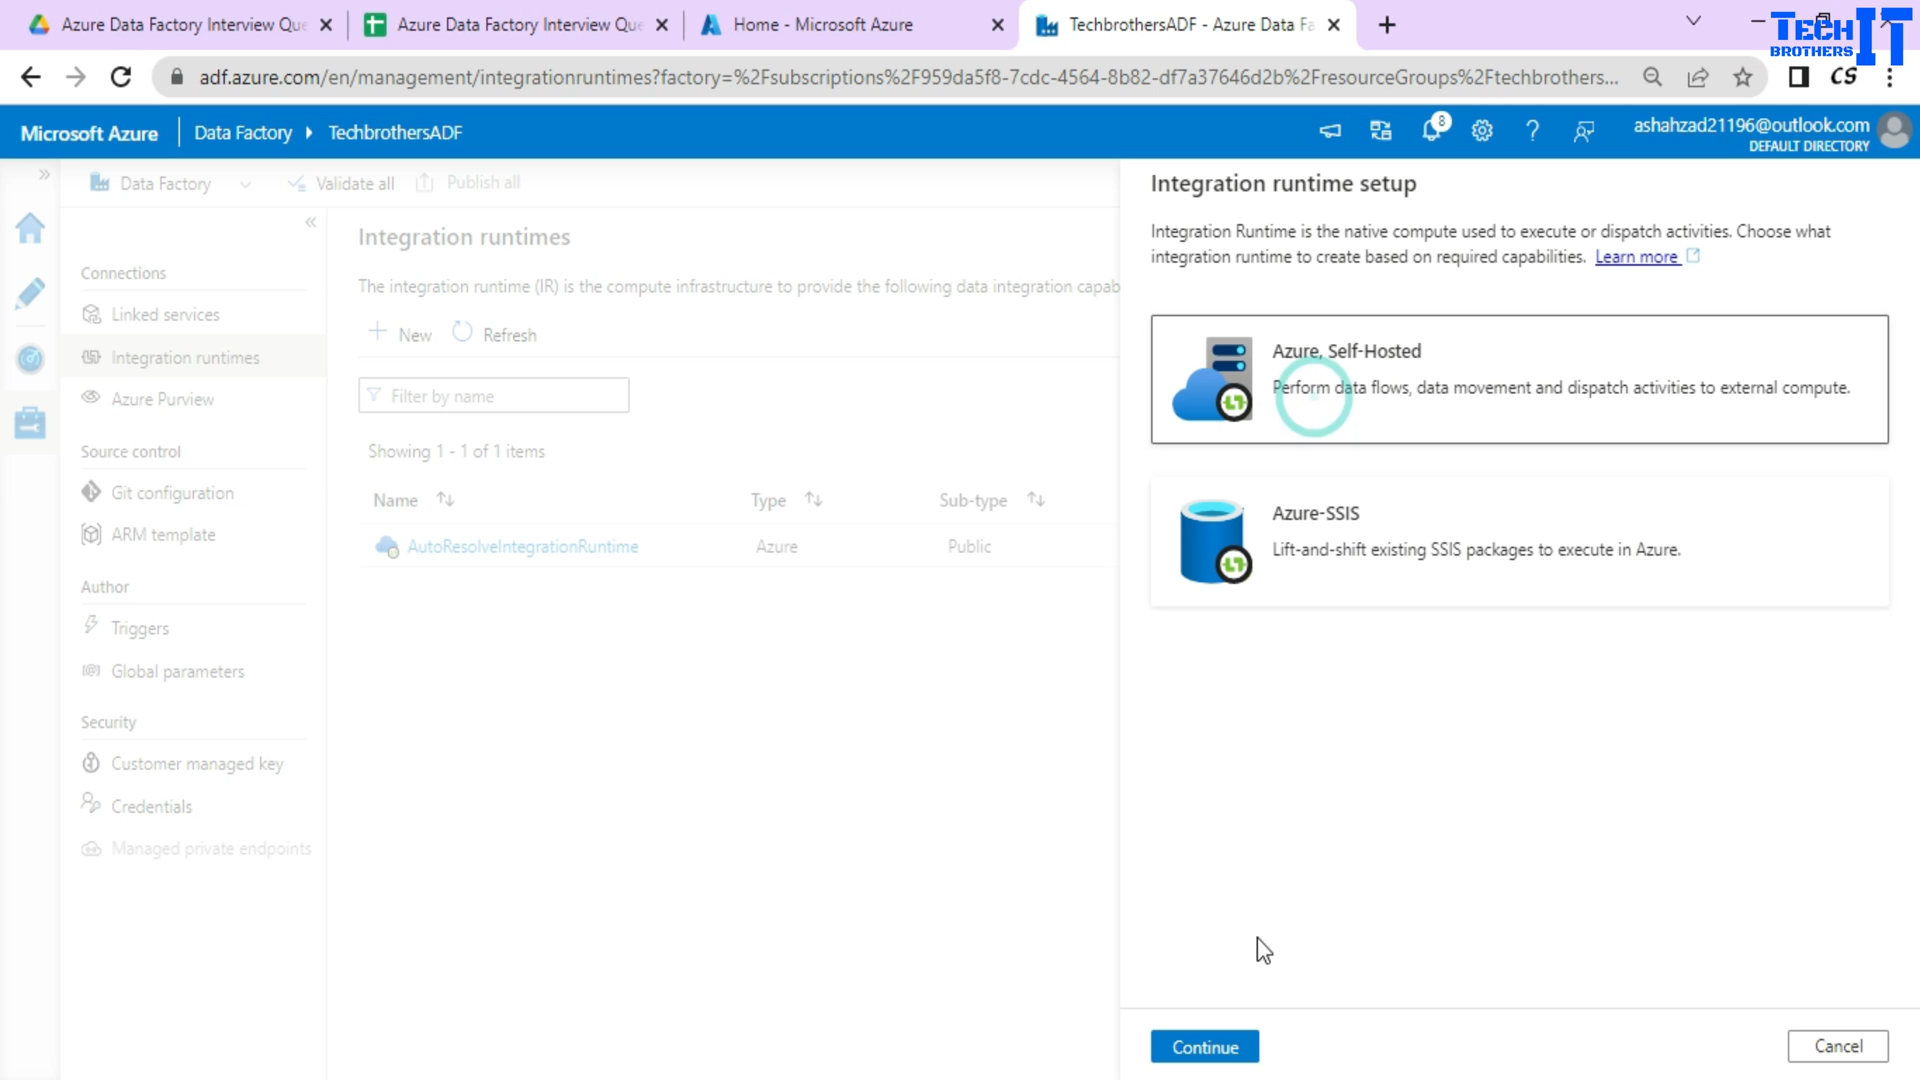 Azure Data Factory Interview Que
Azure Data Factory Interview Que
Home - Microsoft Azure
TechbrothersADF - Azure Data Fa
TECH
BROTHERS
IT
adf.azure.com/en/management/integrationruntimes?factory=%2Fsubscriptions%2F959da5f8-7cdc-4564-8b82-df7a37646d2b%2FresourceGroups%2Ftechbrothers...
CS
Microsoft Azure
Data Factory
TechbrothersADF
8
ashahzad21196@outlook.com
DEFAULT DIRECTORY
Data Factory
Validate all
Publish all
Connections
Linked services
Integration runtimes
Azure Purview
Source control
Git configuration
ARM template
Author
Triggers
Global parameters
Security
Customer managed key
Credentials
Managed private endpoints
Integration runtimes
The integration runtime (IR) is the compute infrastructure to provide the following data integration capab
New
Refresh
Filter by name
Showing 1 - 1 of 1 items
Name
Type
Sub-type
AutoResolveIntegrationRuntime
Azure
Public
Integration runtime setup
Integration Runtime is the native compute used to execute or dispatch activities. Choose what
integration runtime to create based on required capabilities. Learn more
Azure, Self-Hosted
Perform data flows, data movement and dispatch activities to external compute.
Azure-SSIS
Lift-and-shift existing SSIS packages to execute in Azure.
Continue
Cancel